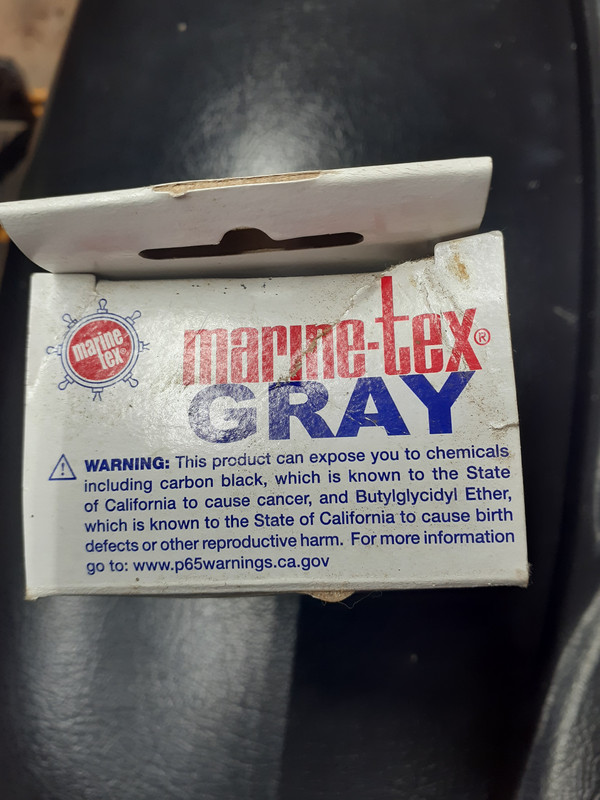 marine
tex®
marine-tex®
GRAY
WARNING: This product can expose you to chemicals
including carbon black, which is known to the State
of California to cause cancer, and Butylglycidyl Ether,
which is known to the State of California to cause birth
defects or other reproductive harm. For more information
go to: www.p65warnings.ca.gov